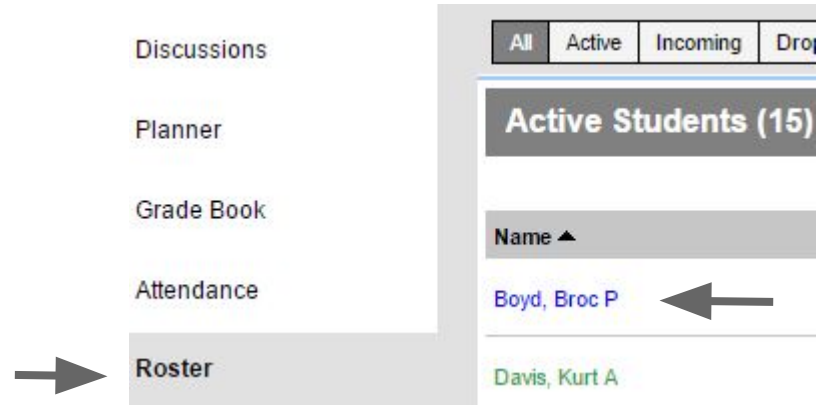 Discussions
Planner
Grade Book
Attendance
Roster
All Active Incoming
Active Students (15)
Name
Boyd, Broc P
Davis, Kurt A